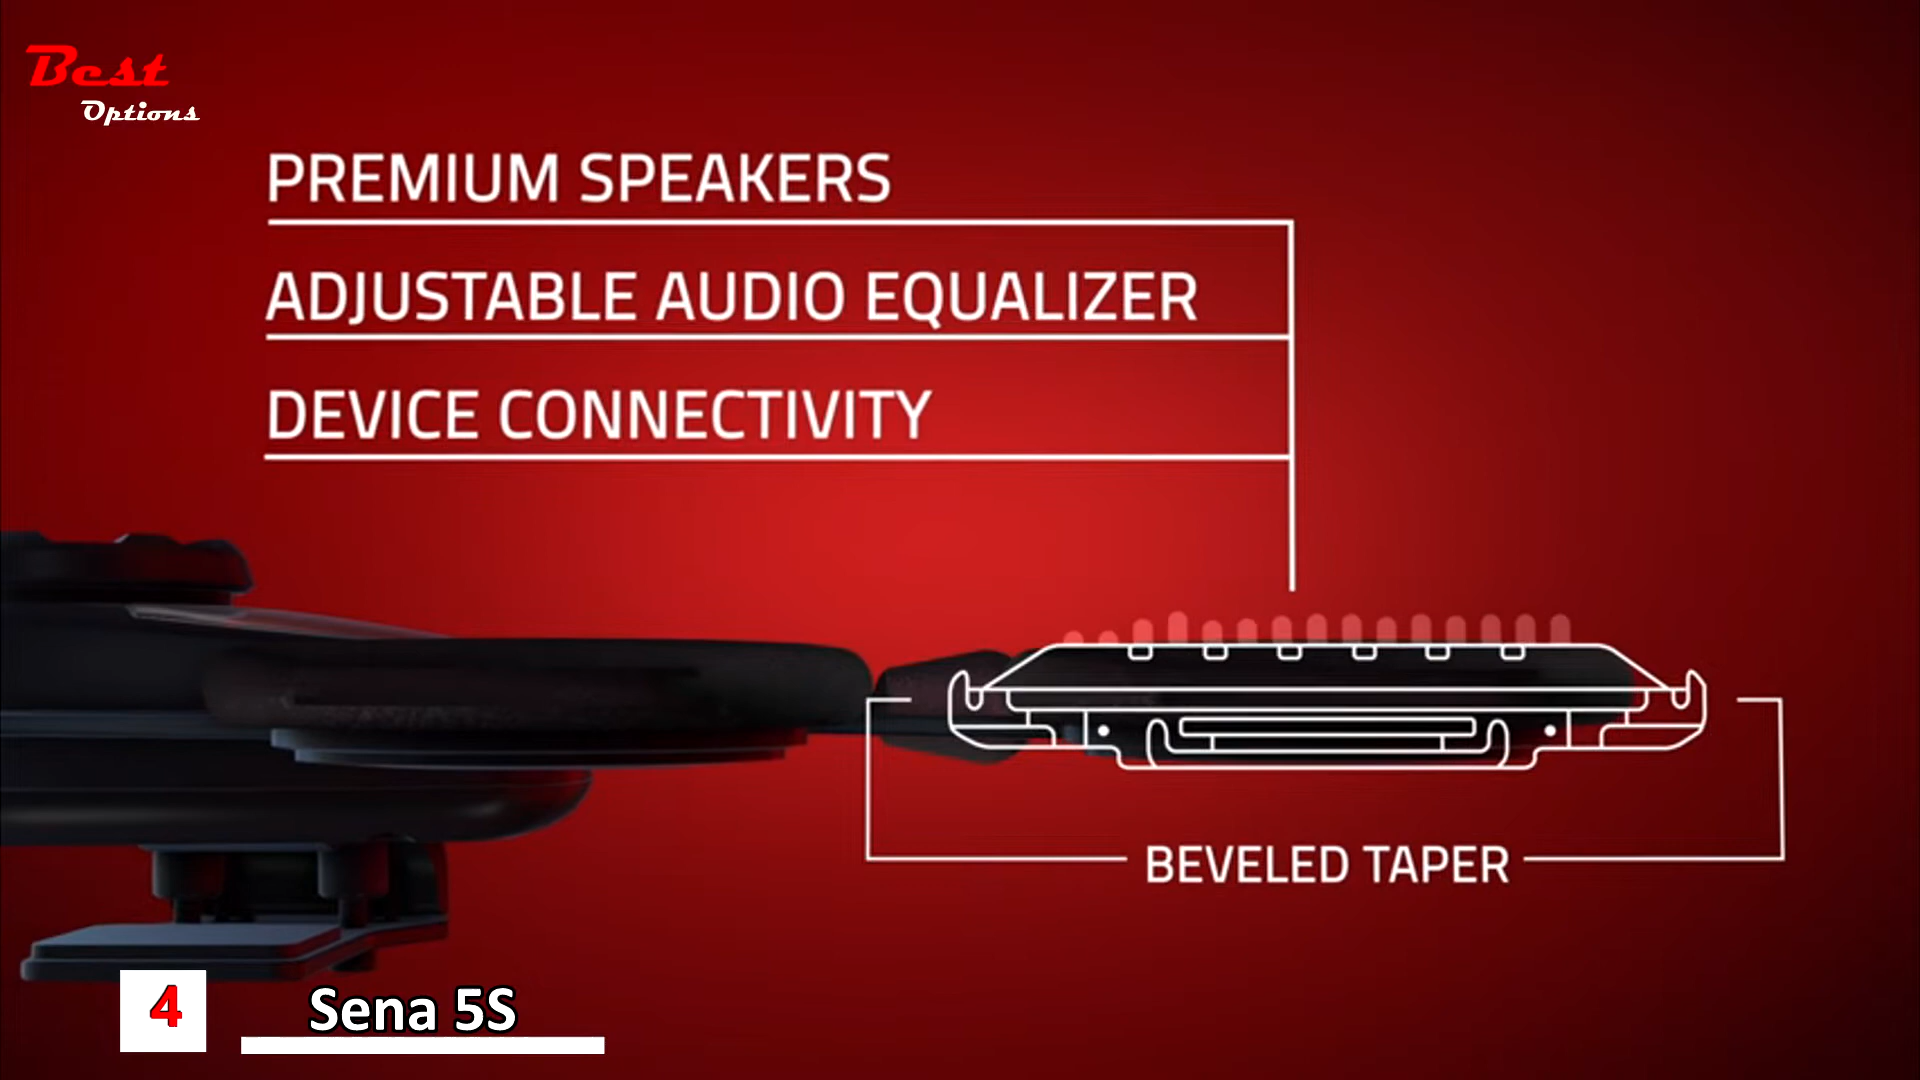 Best
Options
PREMIUM SPEAKERS
ADJUSTABLE AUDIO EQUALIZER
DEVICE CONNECTIVITY
BEVELED TAPER
4
Sena 5S